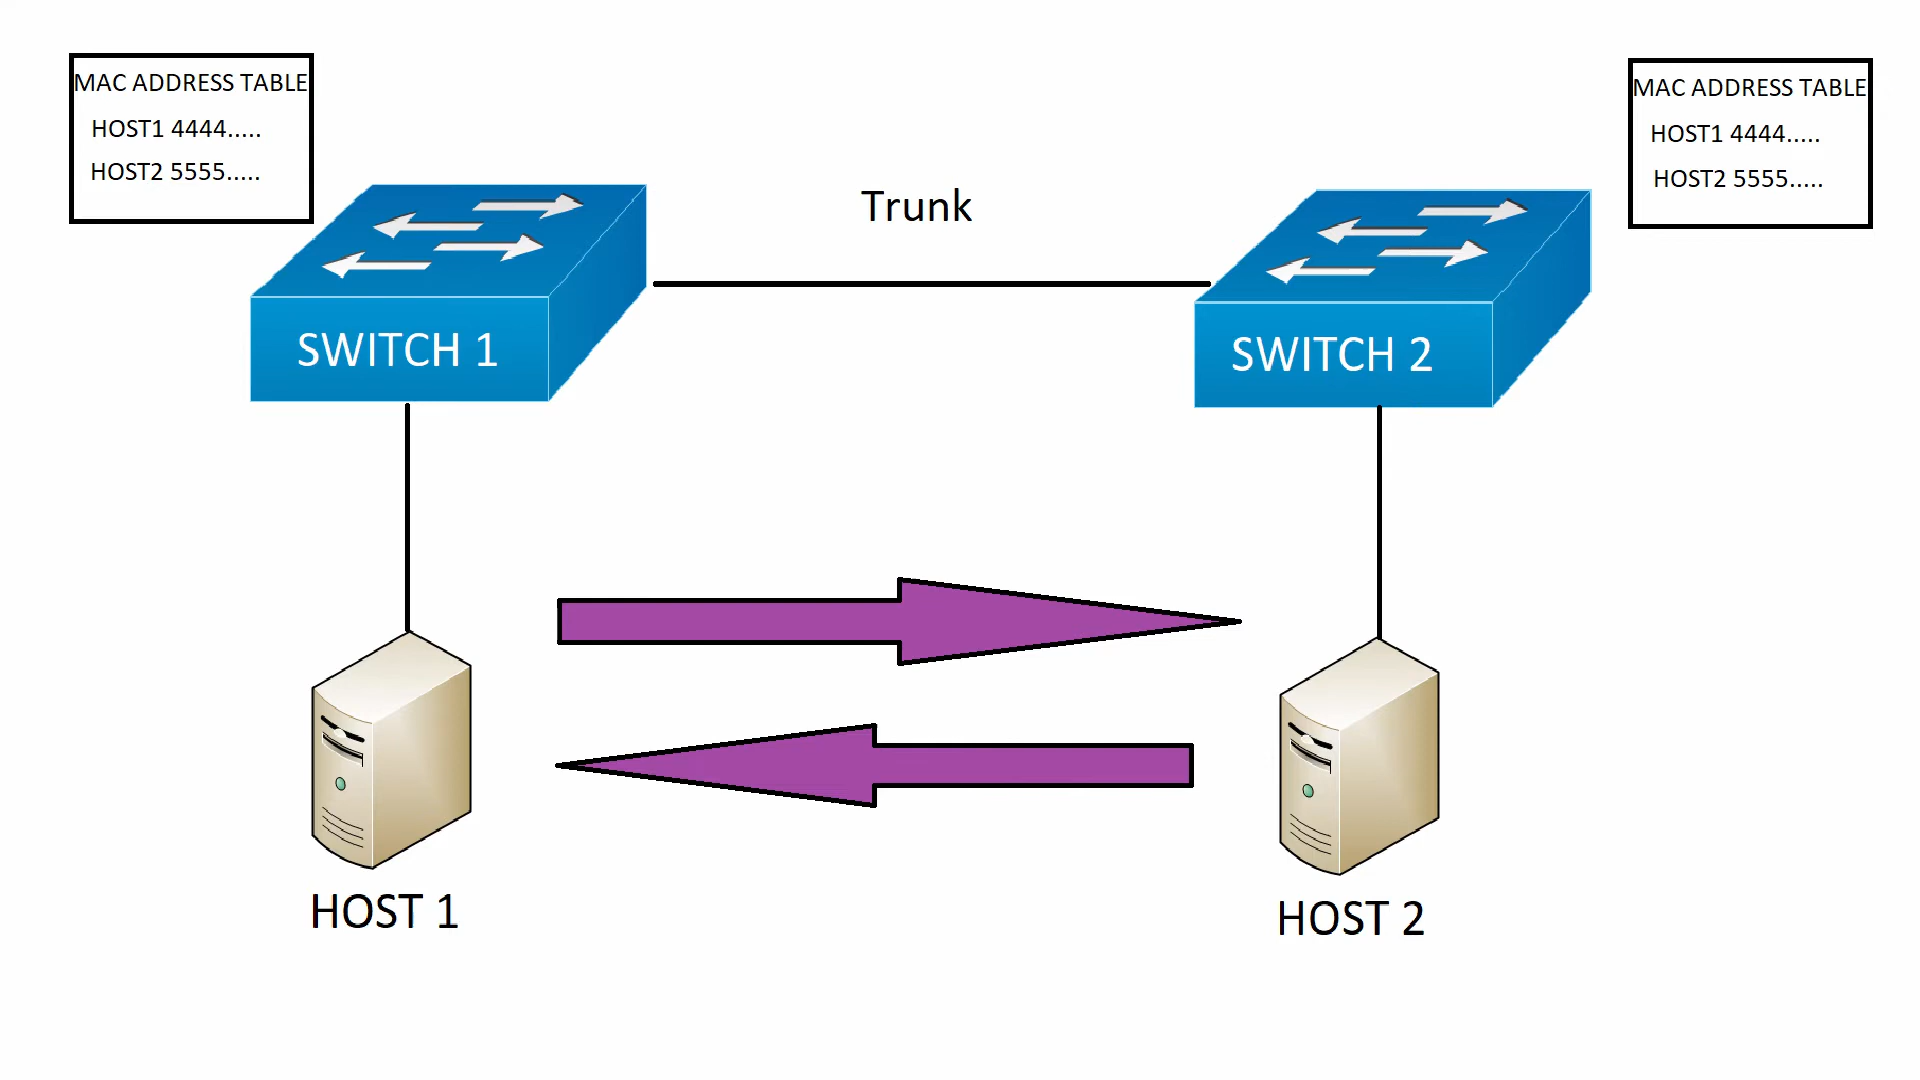 MAC ADDRESS TABLE
HOST1 4444.....
HOST2 5555.....
MAC ADDRESS TABLE
HOST1 4444.....
HOST2 5555.....
Trunk
SWITCH 1
SWITCH 2
HOST 1
HOST 2